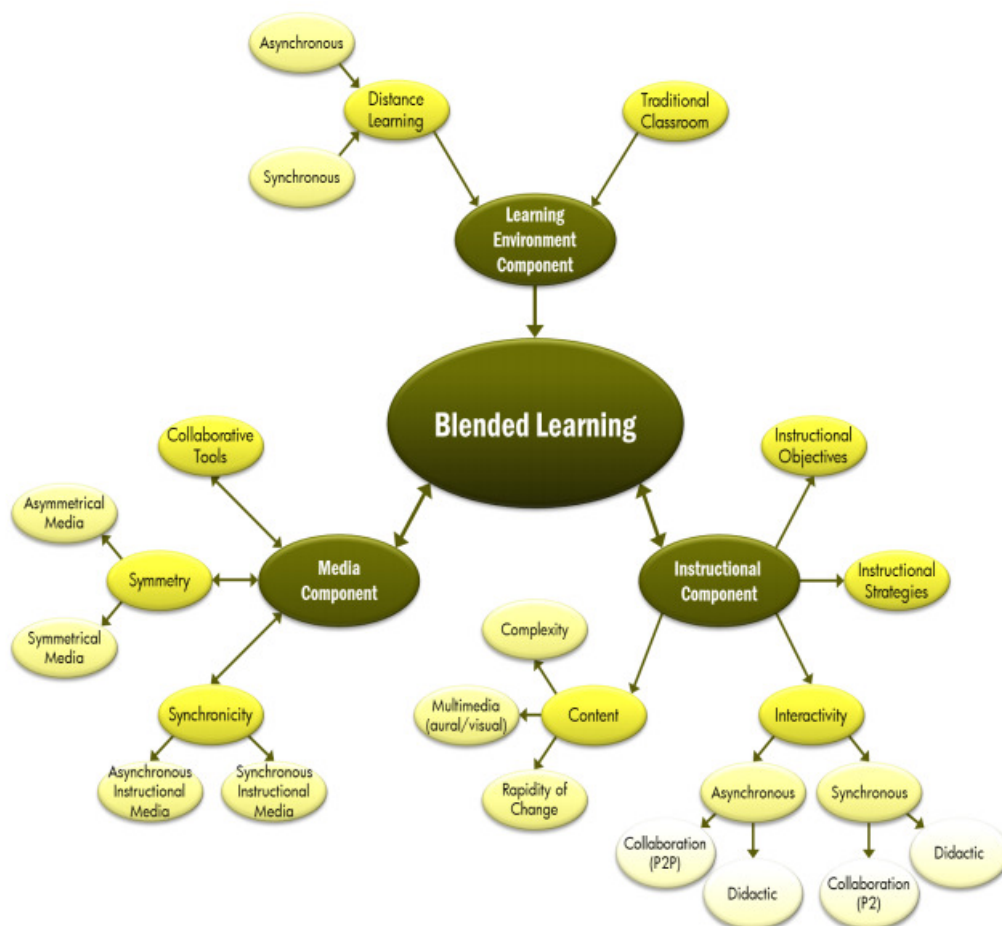 Asynchronous
Distance
Learning
Synchronous
Traditional
Classroom
Learning
Environment
Component
Blended Learning
Collaborative
Tools
Asymmetrical
Media
Symmetry
Symmetrical
Media
Media
Component
Synchronicity
Asynchronous
Instructional
Media
Synchronous
Instructional
Media
Instructional
Objectives
Instructional
Component
Instructional
Strategies
Complexity
Multimedia
(aural/visual)
Content
Rapidity of
Change
Interactivity
Asynchronous
Synchronous
Collaboration
(P2P)
Didactic
Collaboration
(P2)
Didactic